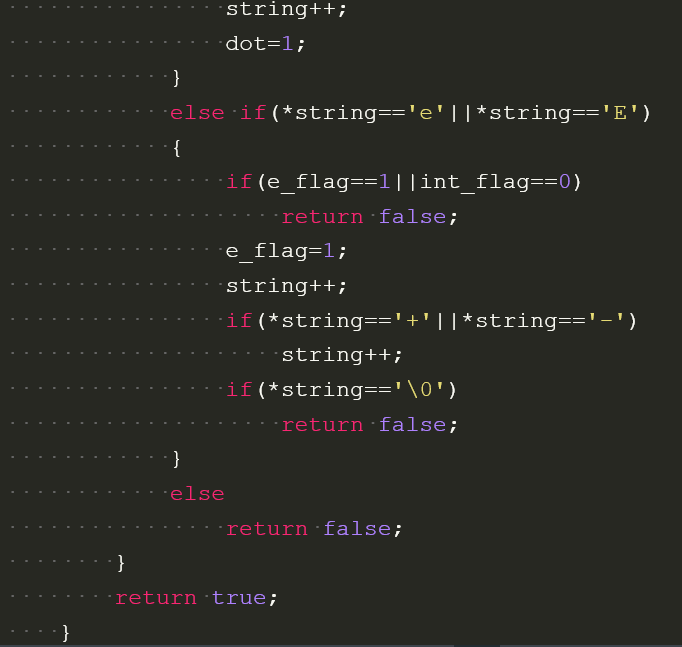 string++;
                dot=1;
            }
            else if(*string=='e'||*string=='E')
            {
                if(e_flag==1||int_flag==0)
                    return false;
                e_flag=1;
                string++;
                if(*string=='+'||*string=='-')
                    string++;
                if(*string=='\0')
                    return false;
            }
            else
                return false;
        }
        return true;
    }